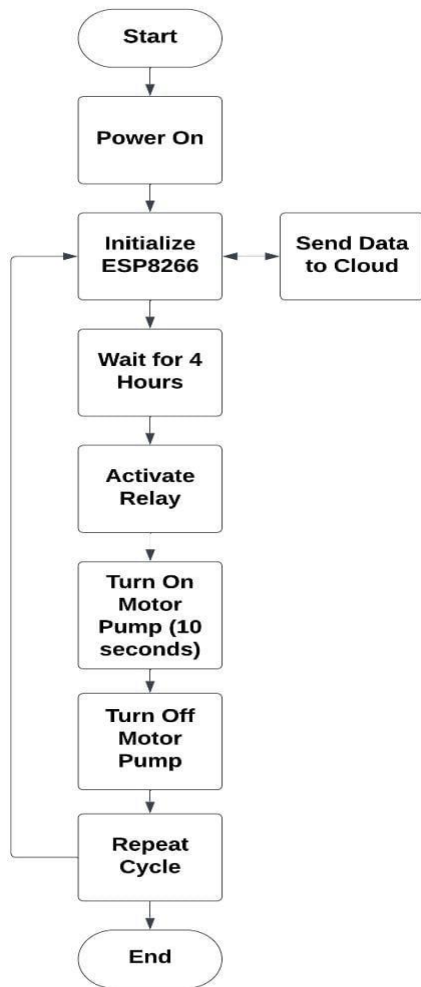 Start
Power On
Initialize
ESP8266
Send Data
to Cloud
Wait for 4
Hours
Activate
Relay
Turn On
Motor
Pump (10
seconds)
Turn Off
Motor
Pump
Repeat
Cycle
End